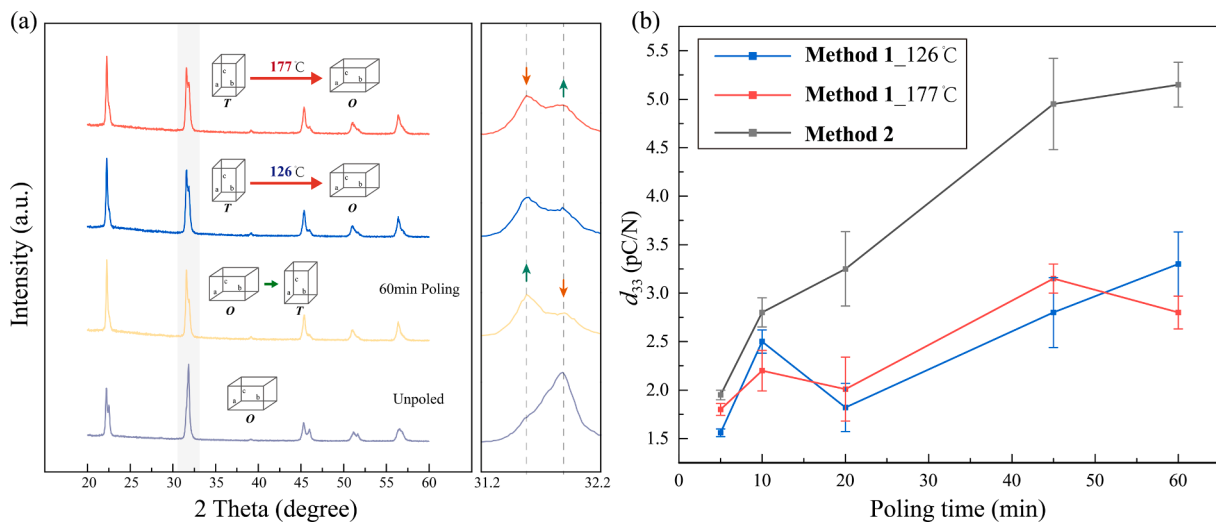 (a)
Intensity (a.u.)
177℃
c
a
b
T
c
a
b
O
126℃
c
a
b
T
c
a
b
O
c
a
b
O
c
a
b
T
60min Poling
c
a
b
O
Unpoled
20 25 30 35 40 45 50 55 60
31.2 32.2
2 Theta (degree)
(b)
d33 (pC/N)
5.5
5.0
4.5
4.0
3.5
3.0
2.5
2.0
1.5
Method 1_126℃
Method 1_177℃
Method 2
0 10 20 30 40 50 60
Poling time (min)